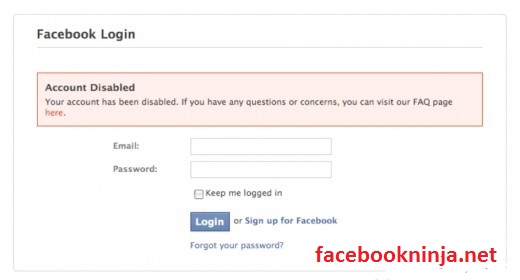 Facebook Login
Account Disabled
Your account has been disabled. If you have any questions or concerns, you can visit our FAQ page
here.
Email:
Password:
Keep me logged in
Login or Sign up for Facebook
Forgot your password?
facebookninja.net